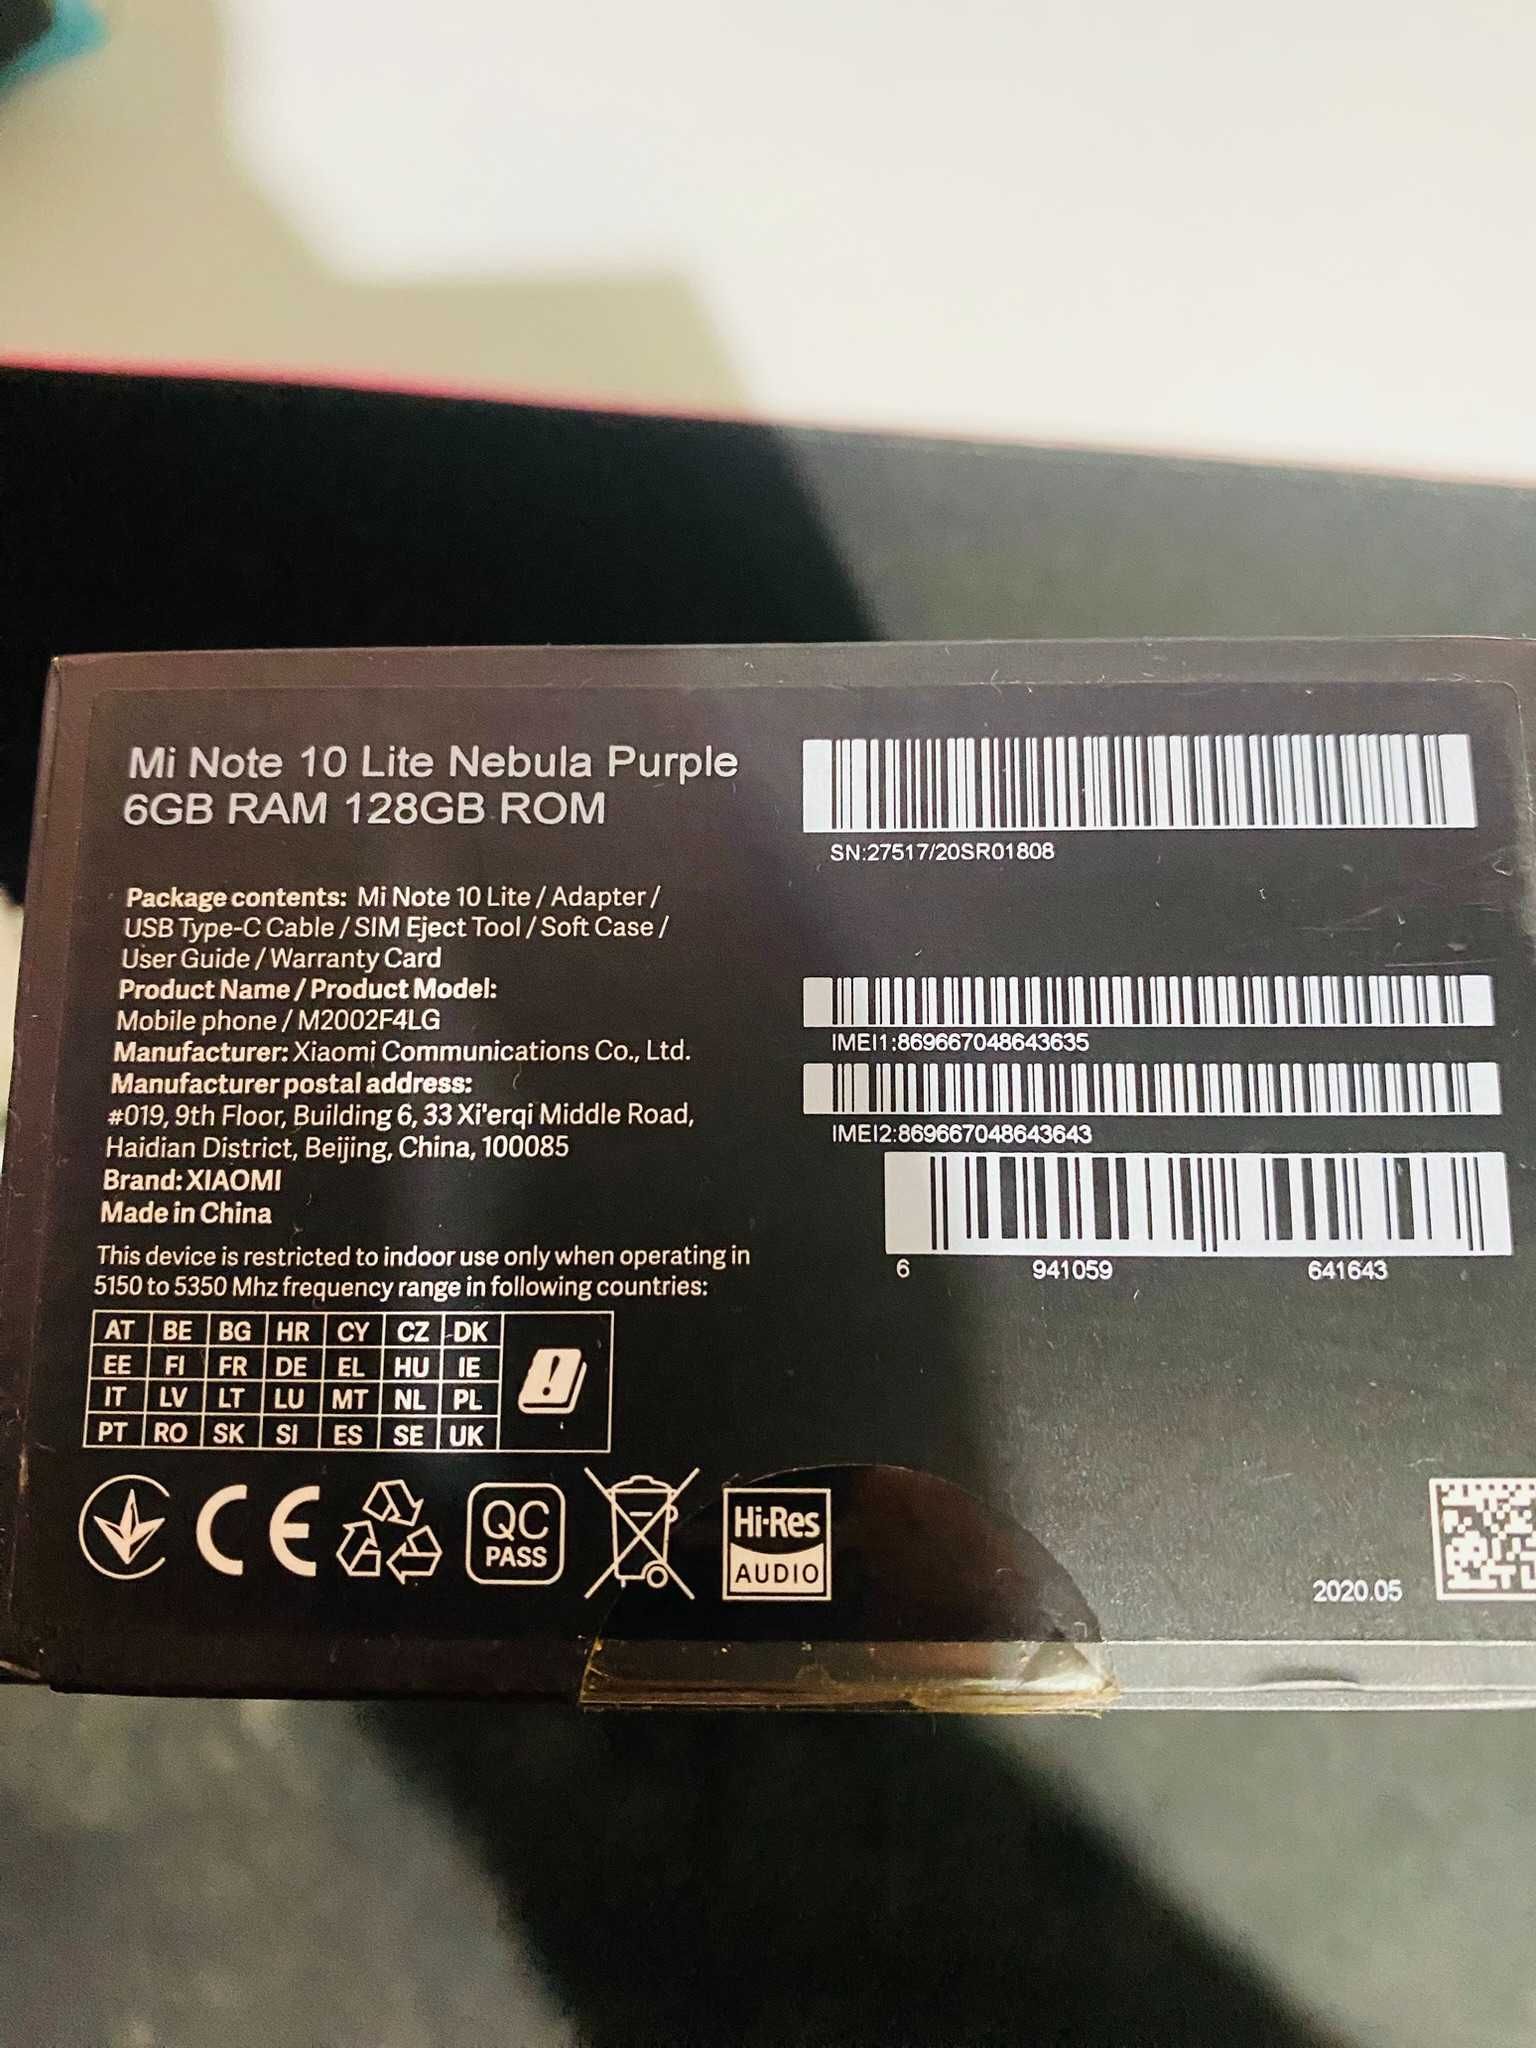 Mi Note 10 Lite Nebula Purple
6GB RAM 128GB ROM
Package contents: Mi Note 10 Lite / Adapter /
USB Type-C Cable / SIM Eject Tool / Soft Case /
User Guide / Warranty Card
Product Name / Product Model:
Mobile phone / M2002F4LG
Manufacturer: Xiaomi Communications Co., Ltd.
Manufacturer postal address:
#019, 9th Floor, Building 6, 33 Xi'erqi Middle Road,
Haidian District, Beijing, China, 100085
Brand: XIAOMI
Made in China
This device is restricted to indoor use only when operating in
5150 to 5350 Mhz frequency range in following countries:
AT BE BG HR CY CZ DK
EE FI FR DE EL HU IE
IT LV LT LU MT NL PL
PT RO SK SI ES SE UK
CE
QC
PASS
Hi-Res
AUDIO
SN:27517/20SR01808
IMEI1:869667048643635
IMEI2:869667048643643
6 941059 641643
2020.05